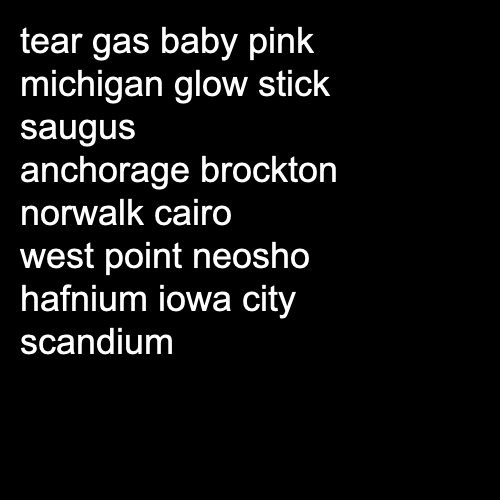 tear gas baby pink
michigan glow stick
saugus
anchorage brockton
norwalk cairo
west point neosho
hafnium iowa city
scandium